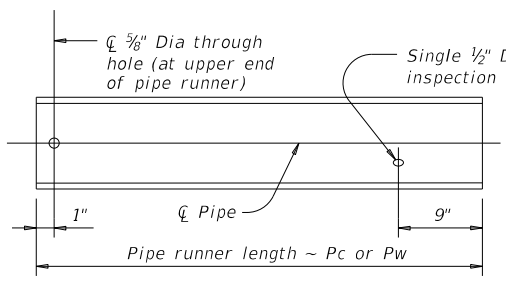 ℄ ⅝" Dia through
hole (at upper end
of pipe runner)
Single ½"
inspection
℄ Pipe
1"
9"
Pipe runner length ~ Pc or Pw